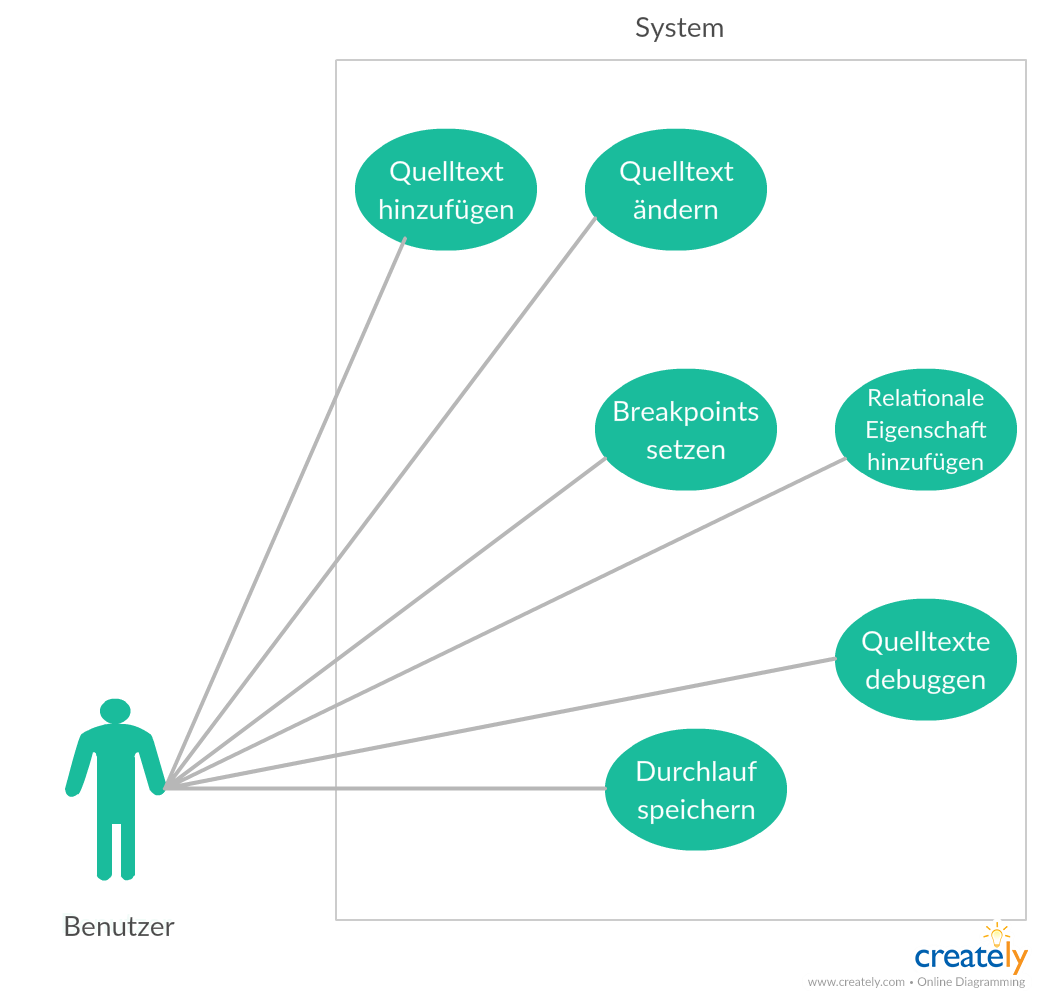 System
Quelltext
hinzufügen
Quelltext
ändern
Breakpoints
setzen
Relationale
Eigenschaft
hinzufügen
Quelltexte
debuggen
Durchlauf
speichern
Benutzer
creately
www.creately.com • Online Diagramming